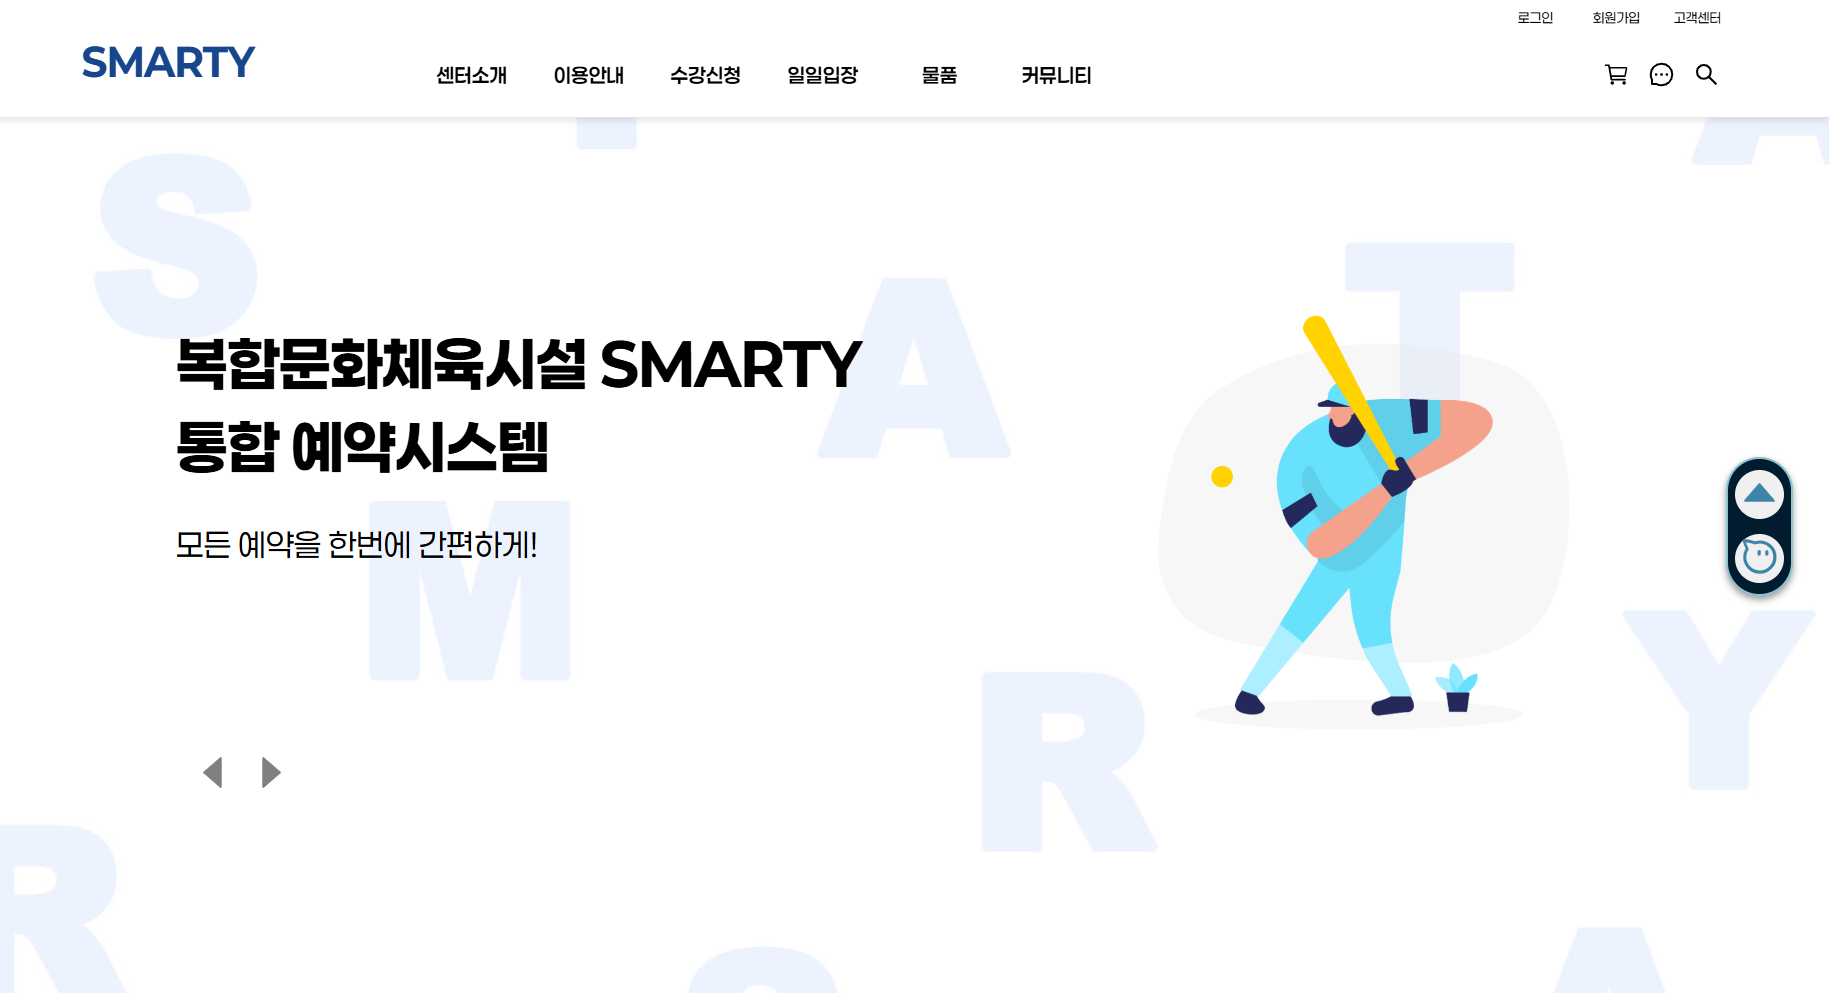 로그인 회원가입 고객센터
SMARTY
센터소개 이용안내 수강신청 일일입장 물품 커뮤니티
S
A
T
복합문화체육시설 SMARTY
통합 예약시스템
모든 예약을 한번에 간편하게!
M
R
Y
R
A